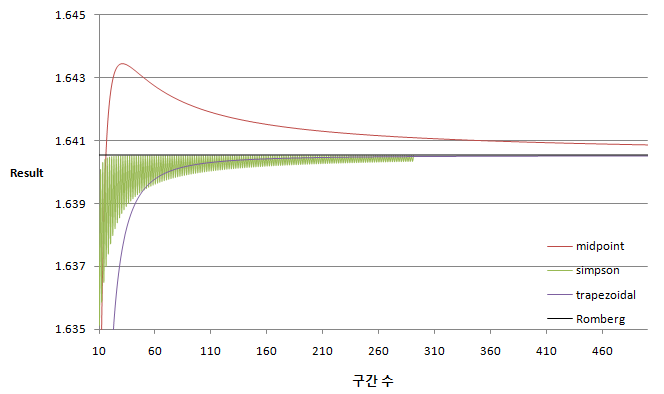 1.645
1.643
1.641
1.639
1.637
1.635
Result
midpoint
simpson
trapezoidal
Romberg
10 60 110 160 210 260 310 360 410 460
구간 수